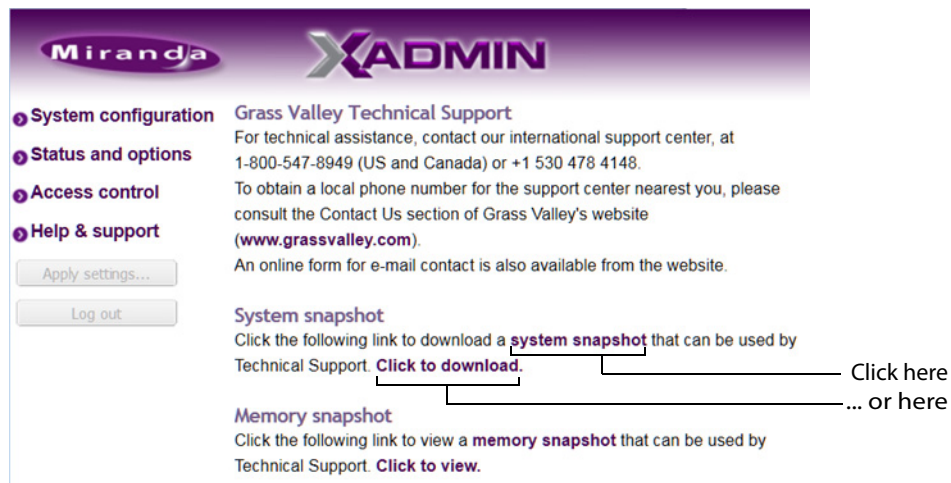 Miranda
XADMIN
System configuration
Status and options
Access control
Help & support
Apply settings...
Log out
Grass Valley Technical Support
For technical assistance, contact our international support center, at
1-800-547-8949 (US and Canada) or +1 530 478 4148.
To obtain a local phone number for the support center nearest you, please
consult the Contact Us section of Grass Valley's website
(www.grassvalley.com).
An online form for e-mail contact is also available from the website.
System snapshot
Click the following link to download a system snapshot that can be used by
Technical Support. Click to download.
Click here
... or here
Memory snapshot
Click the following link to view a memory snapshot that can be used by
Technical Support. Click to view.